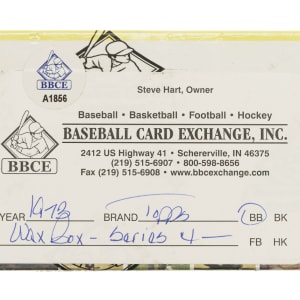 BBCE
A1856
Steve Hart, Owner
Baseball • Basketball • Football • Hockey
BASEBALL CARD EXCHANGE, INC.
2412 US Highway 41 • Schererville, IN 46375
(219) 515-6907 • 800-598-8656
Fax (219) 515-6908 • www.bbcexchange.com
BBCE
YEAR 1973 BRAND Topps BB BK
Wax Box - Series 4 - FB HK